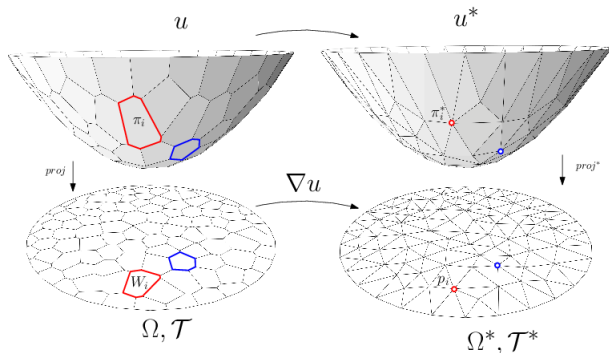 u
u*
π_i
π_i^*
proj
∇u
proj*
W_i
p_i
Ω, 𝒯
Ω*, 𝒯*